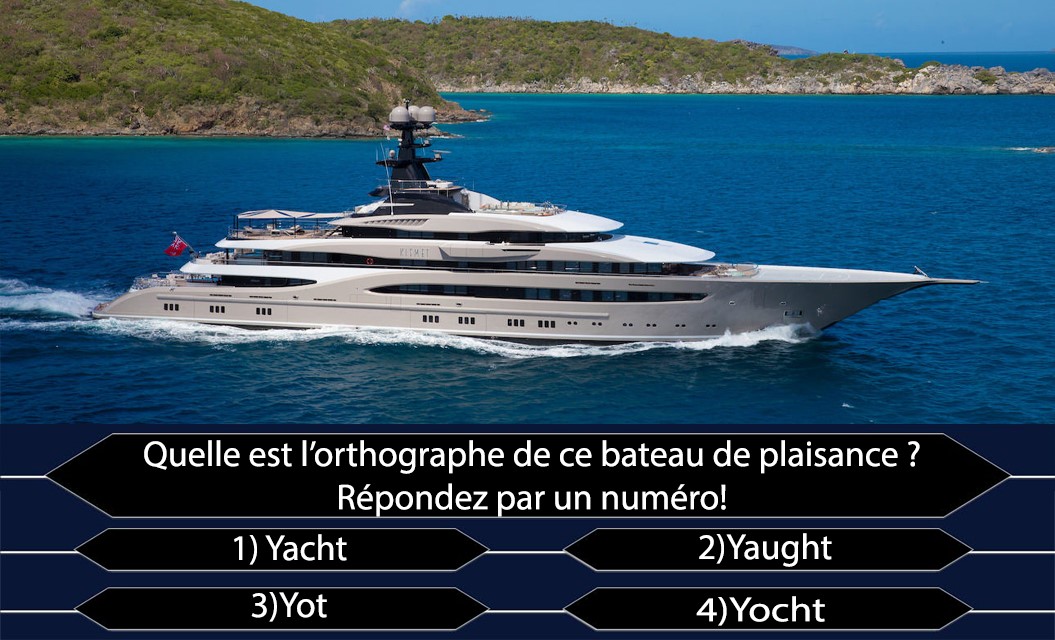 KISMET
Quelle est l’orthographe de ce bateau de plaisance ?
Répondez par un numéro!
1) Yacht
2)Yaught
3)Yot
4)Yocht